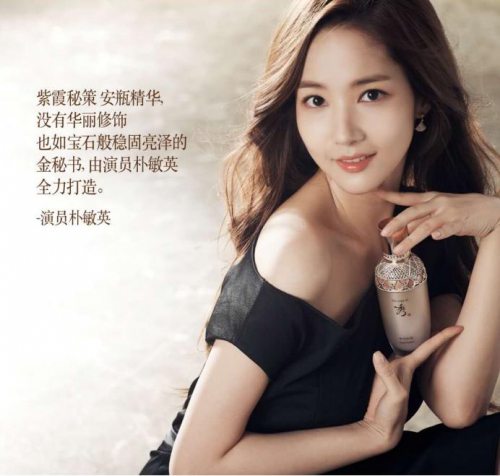 紫霞秘策 安瓶精华,
没有华丽修饰
也如宝石般稳固亮泽的
金秘书, 由演员朴敏英
全力打造。
-演员朴敏英
秀